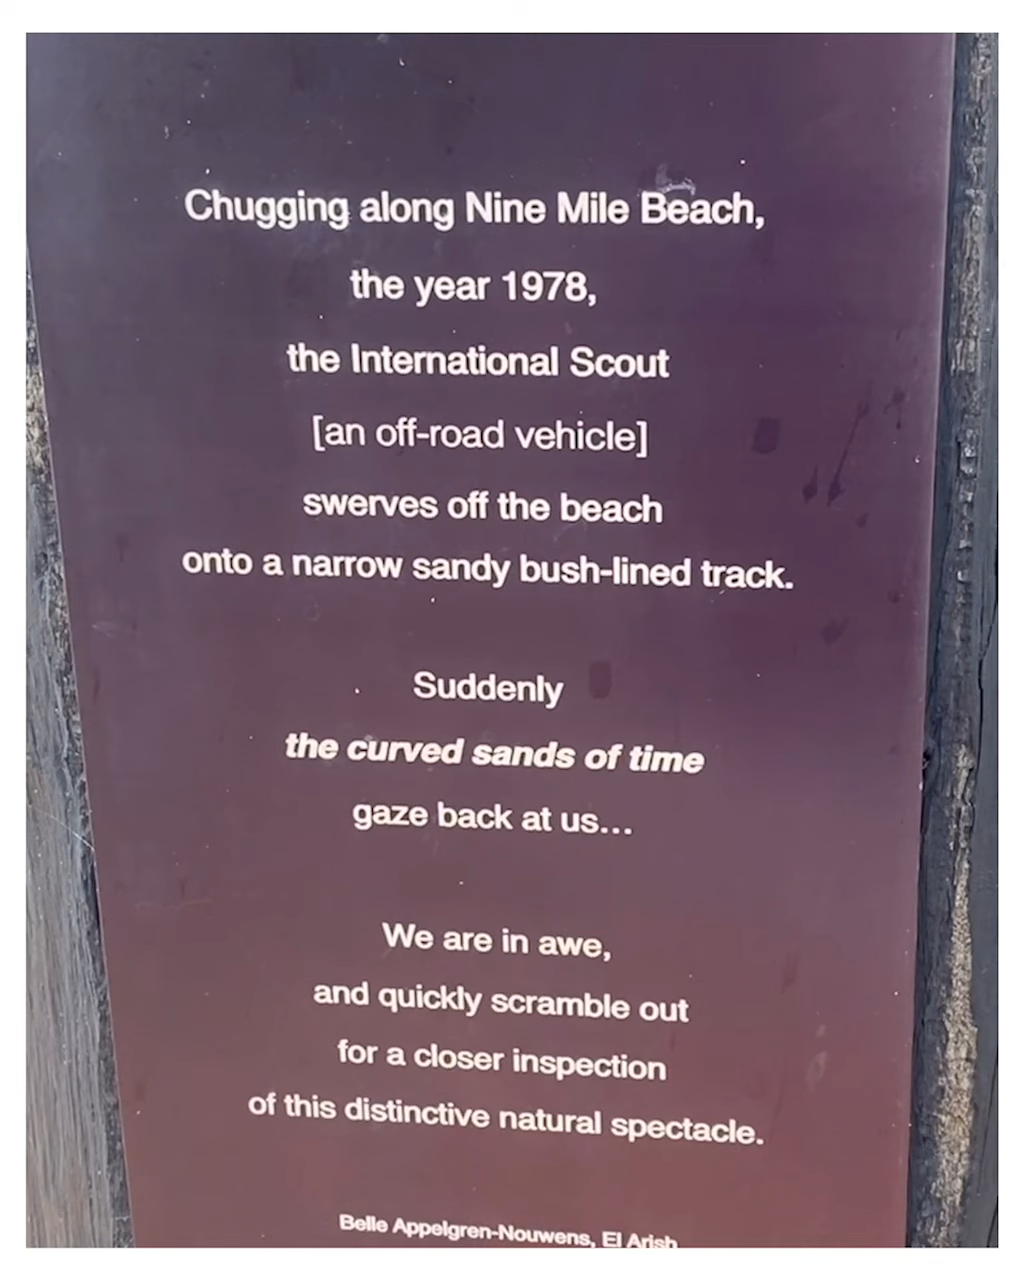 Chugging along Nine Mile Beach,
the year 1978,
the International Scout
[an off-road vehicle]
swerves off the beach
onto a narrow sandy bush-lined track.
Suddenly
the curved sands of time
gaze back at us...
We are in awe,
and quickly scramble out
for a closer inspection
of this distinctive natural spectacle.
Belle Appelgren-Nouwens, El Arish